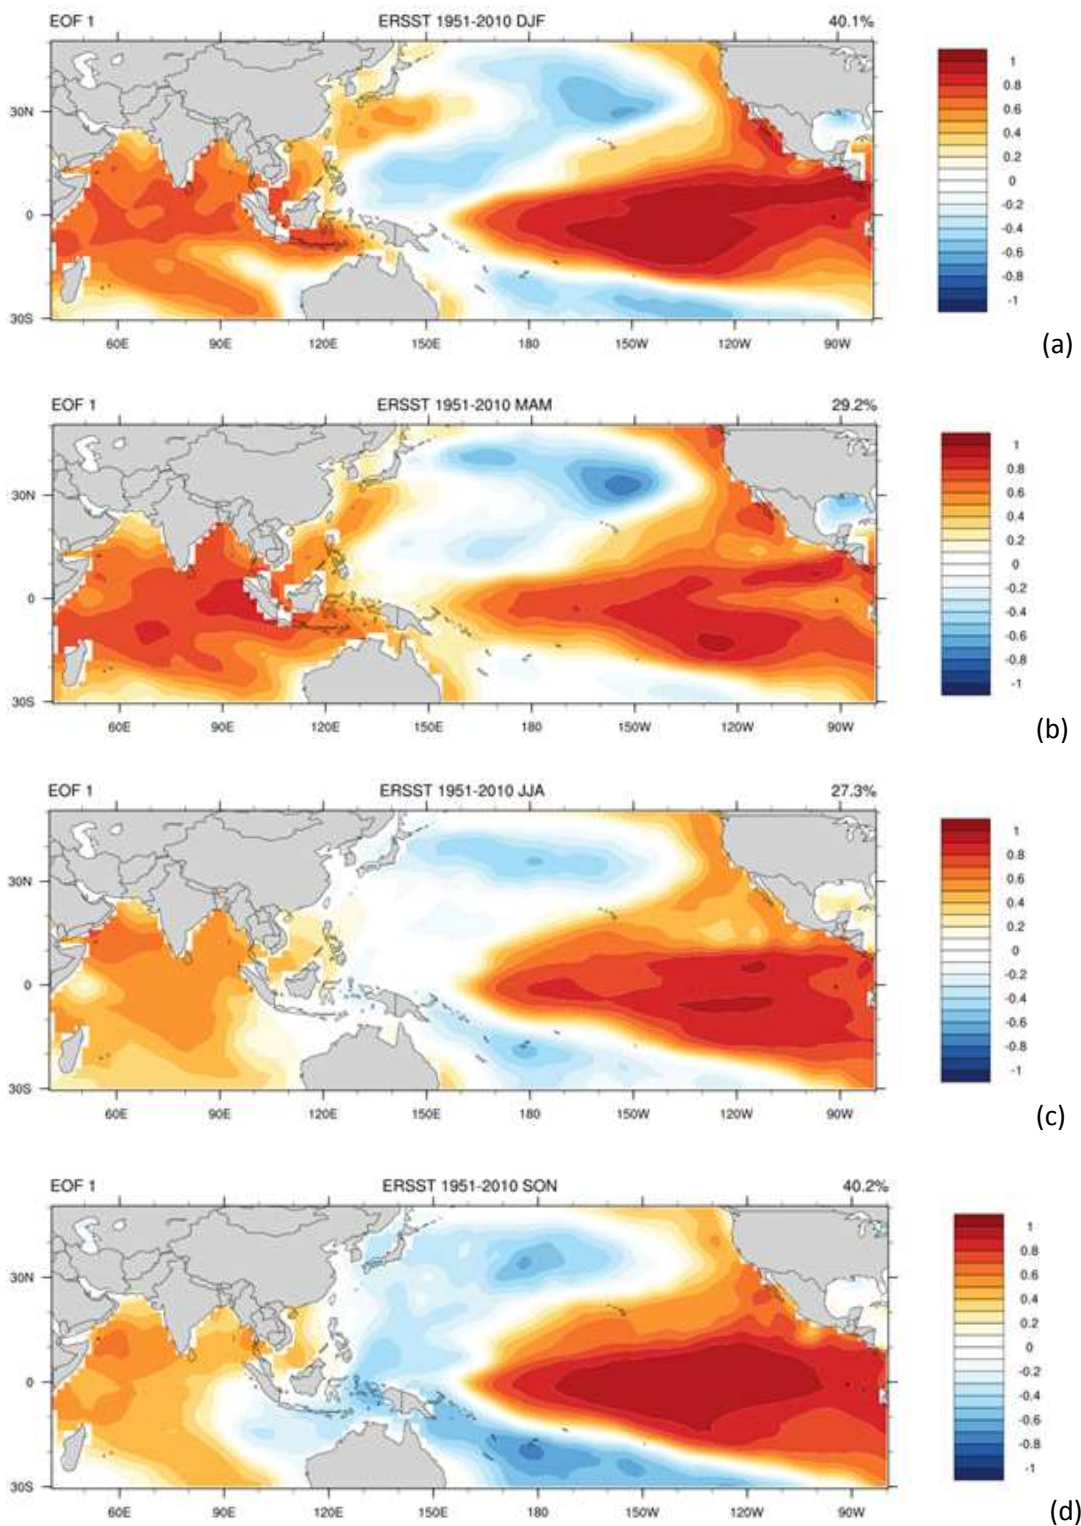 EOF 1 ERSST 1951-2010 DJF 40.1%
1
0.8
30N 0.6
0.4
0.2
0 0
-0.2
-0.4
-0.6
-0.8
30S -1
60E 90E 120E 150E 180 150W 120W 90W
(a)
EOF 1 ERSST 1951-2010 MAM 29.2%
1
0.8
30N 0.6
0.4
0.2
0 0
-0.2
-0.4
-0.6
-0.8
30S -1
60E 90E 120E 150E 180 150W 120W 90W
(b)
EOF 1 ERSST 1951-2010 JJA 27.3%
1
0.8
30N 0.6
0.4
0.2
0 0
-0.2
-0.4
-0.6
-0.8
30S -1
60E 90E 120E 150E 180 150W 120W 90W
(c)
EOF 1 ERSST 1951-2010 SON 40.2%
1
0.8
30N 0.6
0.4
0.2
0 0
-0.2
-0.4
-0.6
-0.8
30S -1
60E 90E 120E 150E 180 150W 120W 90W
(d)